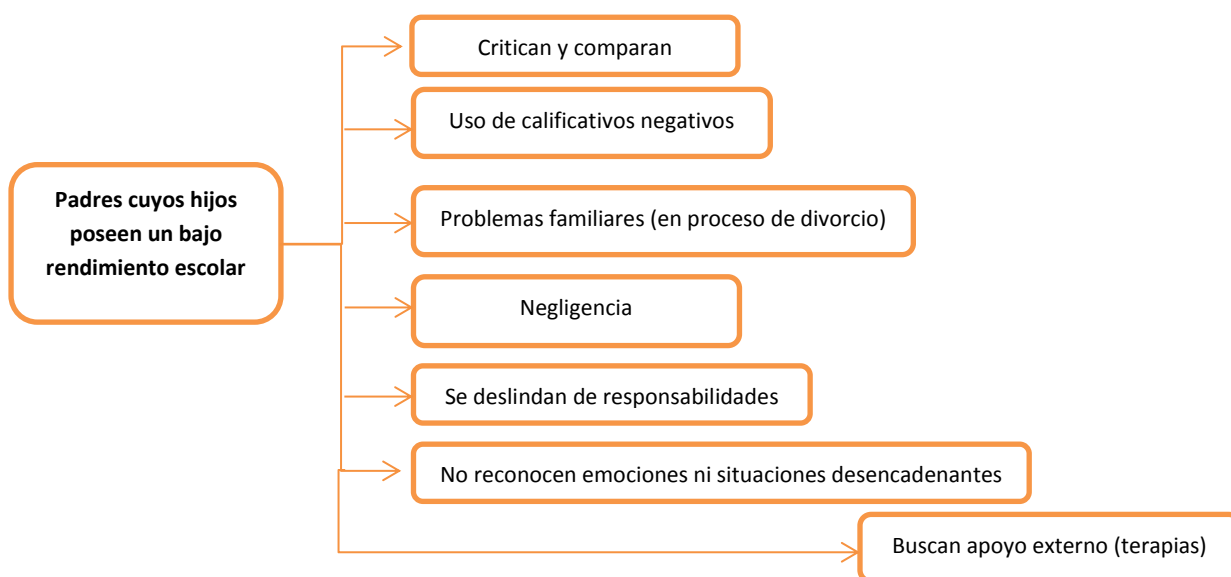 Critican y comparan
Uso de calificativos negativos
Padres cuyos hijos
poseen un bajo
rendimiento escolar
Problemas familiares (en proceso de divorcio)
Negligencia
Se deslindan de responsabilidades
No reconocen emociones ni situaciones desencadenantes
Buscan apoyo externo (terapias)